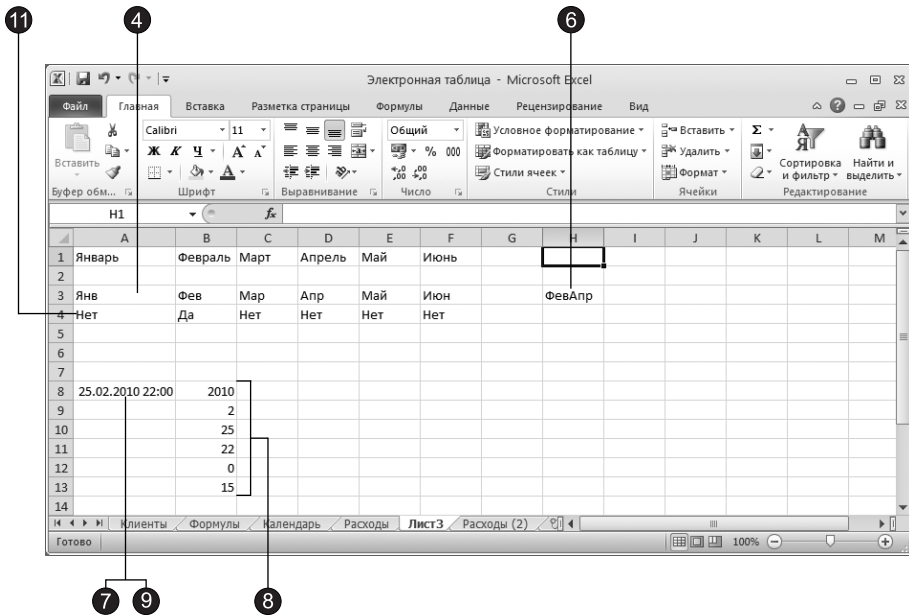 11 4 6
Электронная таблица - Microsoft Excel
Файл Главная Вставка Разметка страницы Формулы Данные Рецензирование Вид
Calibri 11 Общий Условное форматирование Вставить Σ
Вставить Ж К Ч A A % 000 Форматировать как таблицу Удалить Сортировка и фильтр Найти и выделить
A Стили ячеек Формат
Буфер обм... Шрифт Выравнивание Число Стили Ячейки Редактирование
H1 fx
A B C D E F G H I J K L M
1 Январь Февраль Март Апрель Май Июнь
2
3 Янв Фев Мар Апр Май Июн ФевАпр
4 Нет Да Нет Нет Нет Нет
5
6
7
8 25.02.2010 22:00 2010
9 2
10 25
11 22
12 0
13 15
14
Клиенты Формулы Календарь Расходы Лист3 Расходы (2)
Готово 100%
7 9 8